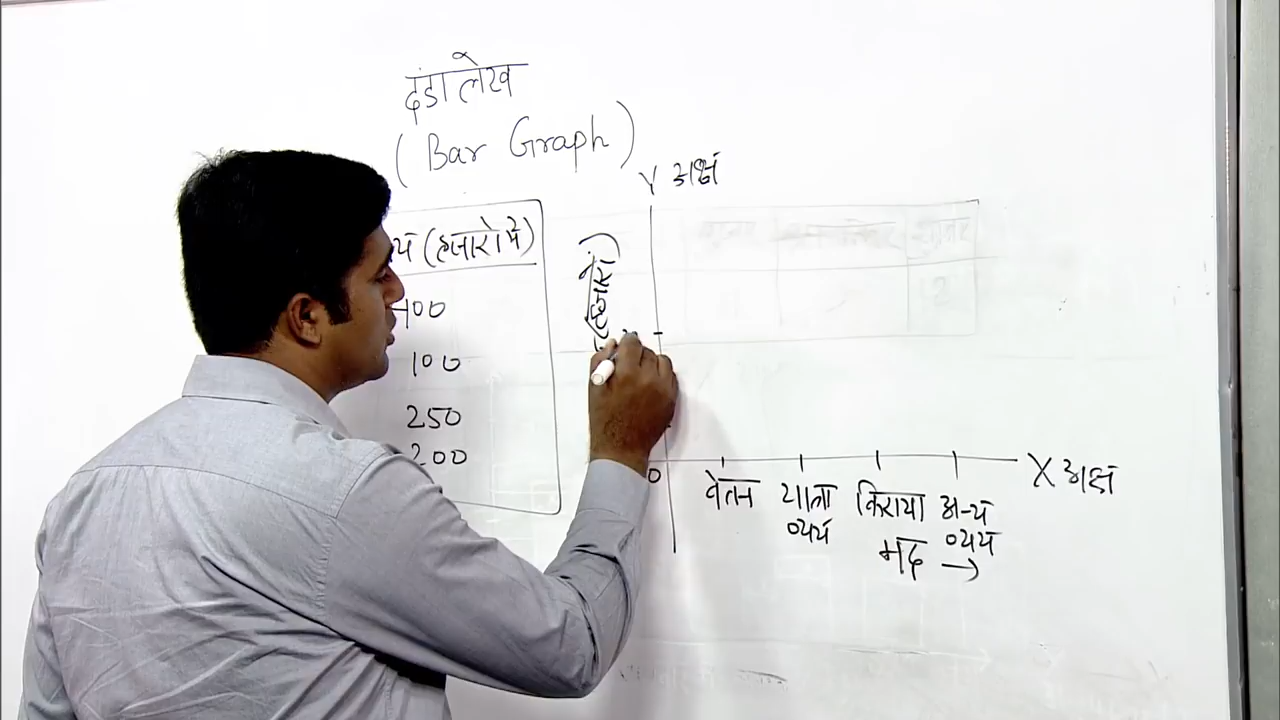 दंडालेख
(Bar Graph)
Y अक्ष
(हजारों में)
400
100
250
200
(हजारों में)
0
वेतन यात्रा किराया अन्य
व्यय व्यय
मद →
X अक्ष